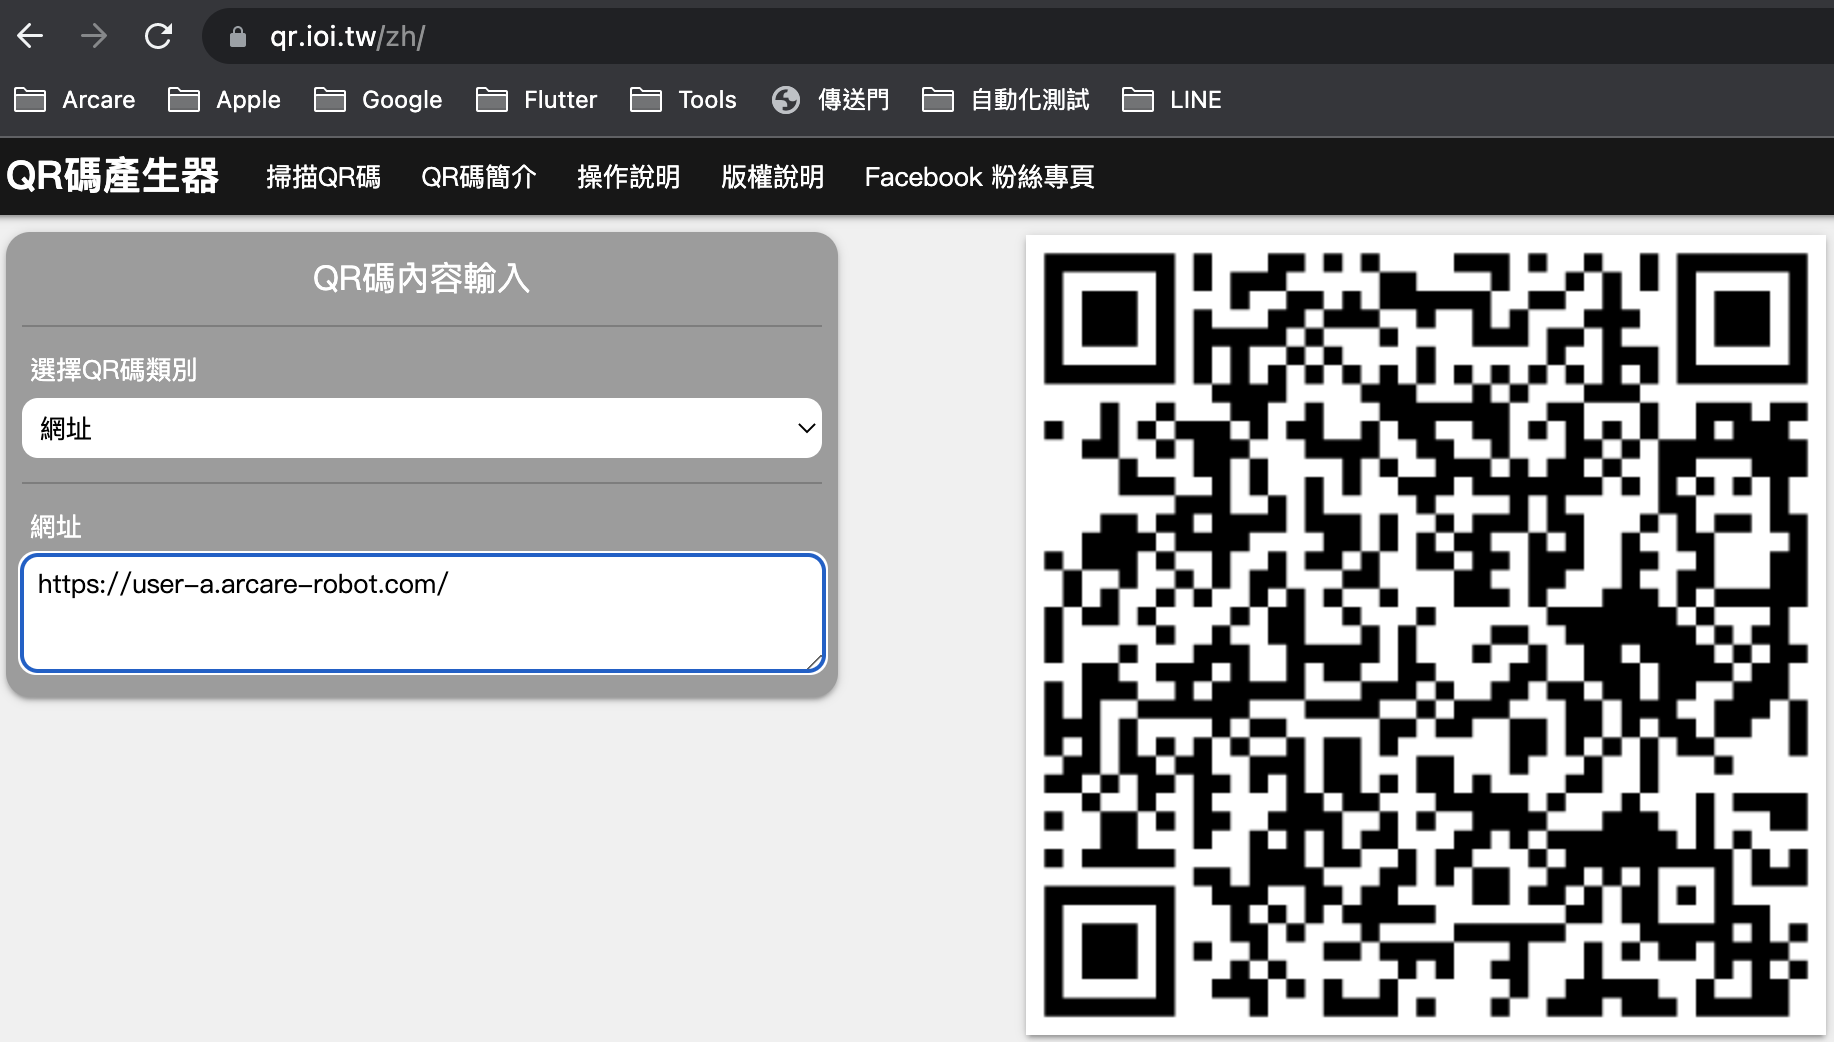 qr.ioi.tw/zh/
Arcare Apple Google Flutter Tools 傳送門 自動化測試 LINE
QR碼產生器 掃描QR碼 QR碼簡介 操作說明 版權說明 Facebook 粉絲專頁
QR碼內容輸入
選擇QR碼類別
網址
網址
https://user-a.arcare-robot.com/